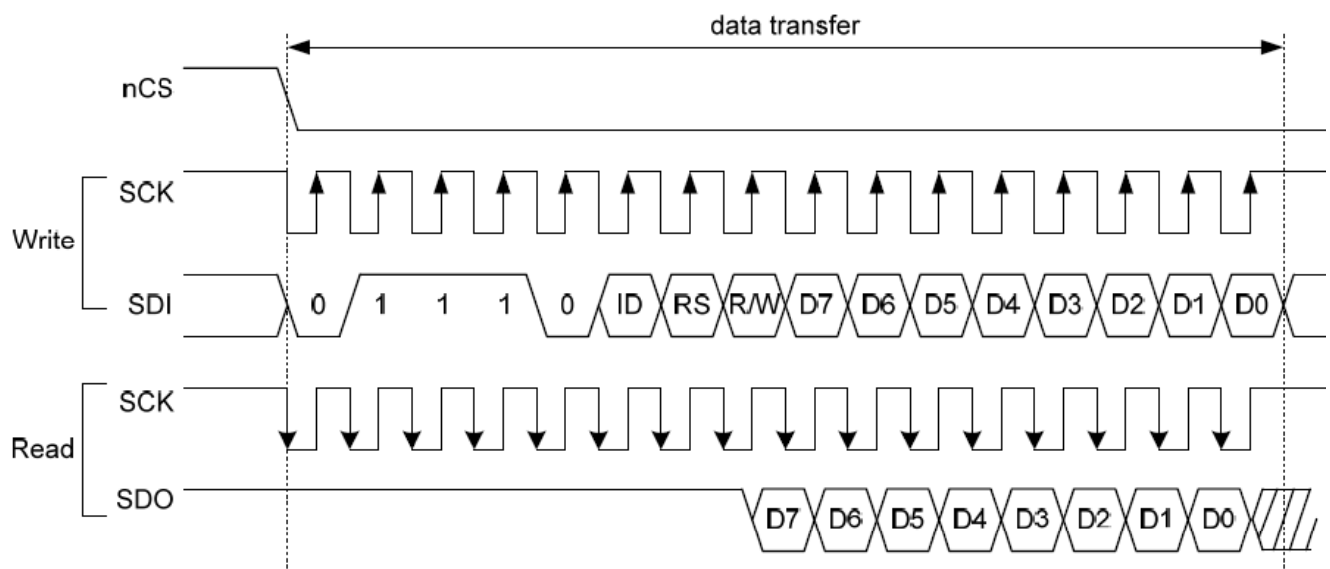 data transfer
nCS
SCK
Write
SDI 0 1 1 1 0 ID RS R/W D7 D6 D5 D4 D3 D2 D1 D0
SCK
Read
SDO D7 D6 D5 D4 D3 D2 D1 D0